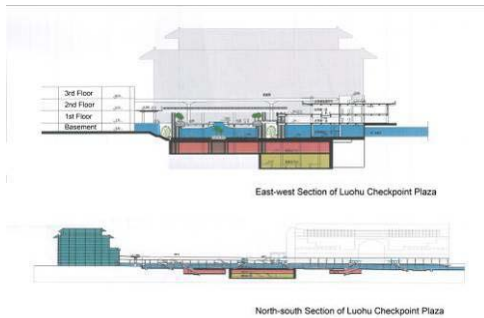 3rd Floor
2nd Floor
1st Floor
Basement
East-west Section of Luohu Checkpoint Plaza
North-south Section of Luohu Checkpoint Plaza